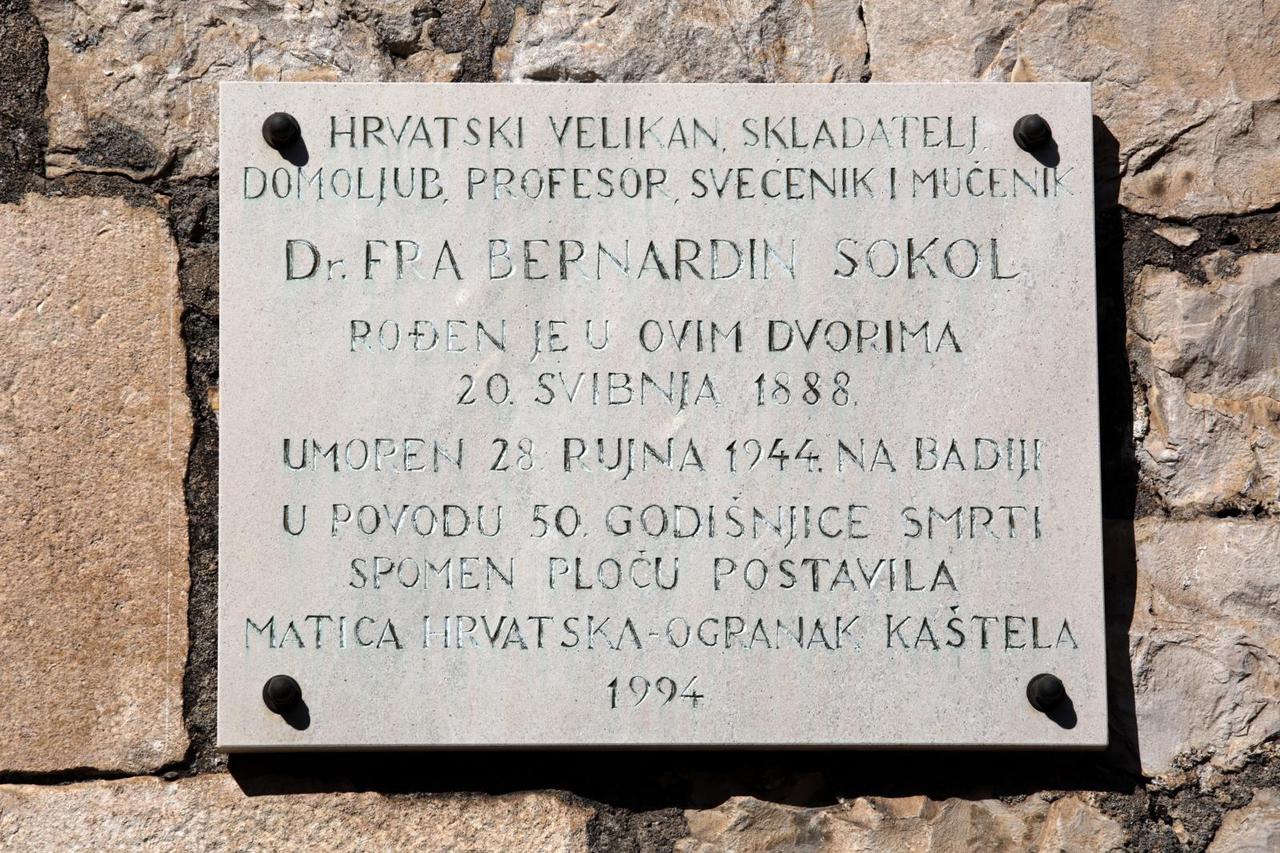 HRVATSKI VELIKAN, SKLADATELJ,
DOMOLJUB, PROFESOR, SVEĆENIK I MUČENIK
Dr. FRA BERNARDIN SOKOL
ROĐEN JE U OVIM DVORIMA
20. SVIBNJA 1888.
UMOREN 28. RUJNA 1944. NA BADIJI
U POVODU 50. GODIŠNJICE SMRTI
SPOMEN PLOČU POSTAVILA
MATICA HRVATSKA-OGRANAK KAŠTELA
1994